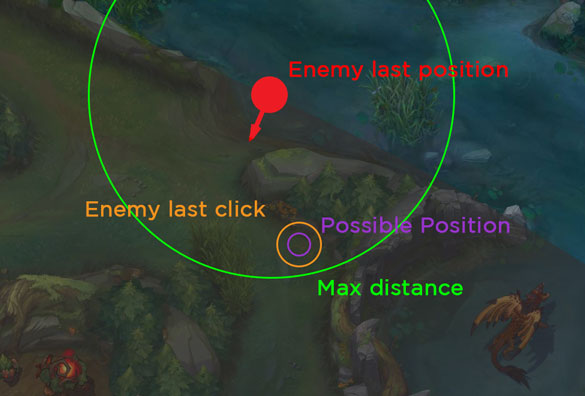 Enemy last position
Enemy last click
Possible Position
Max distance